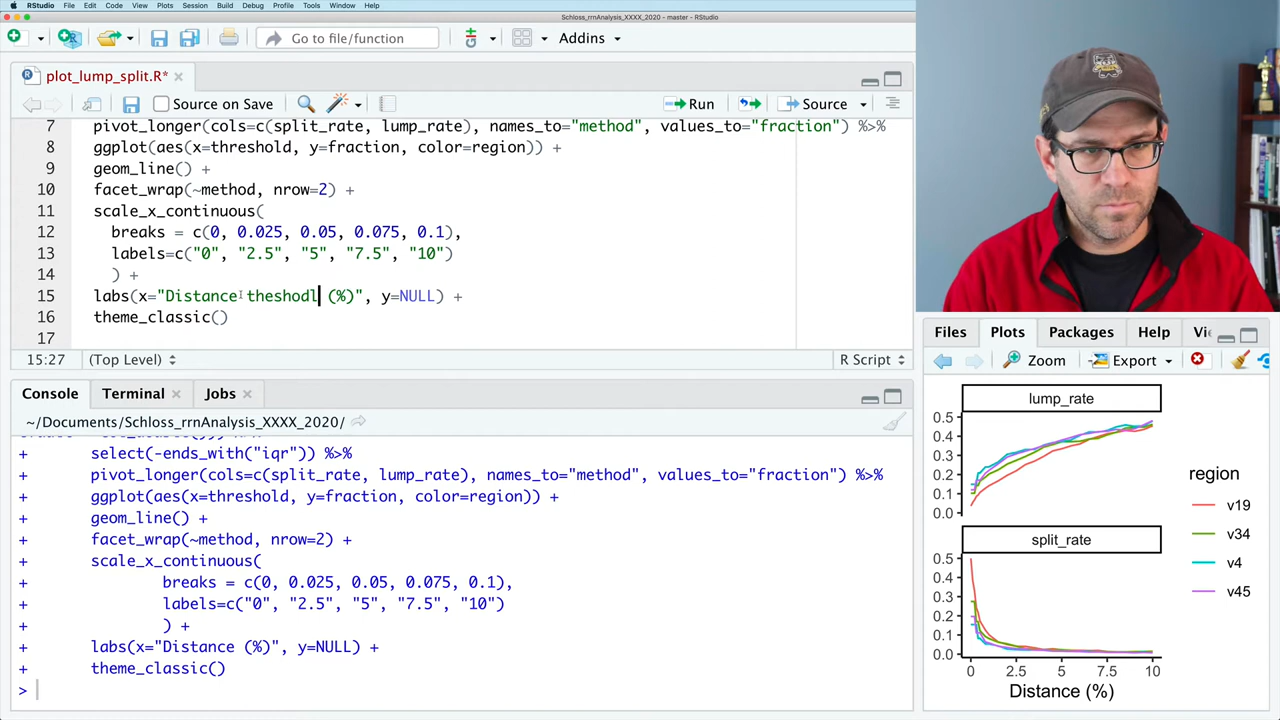 RStudio File Edit Code View Plots Session Build Debug Profile Tools Window Help
Schloss_rrnAnalysis_XXXX_2020 - master - RStudio
Go to file/function Addins
plot_lump_split.R*
Source on Save Run Source
7 pivot_longer(cols=c(split_rate, lump_rate), names_to="method", values_to="fraction") %>%
8 ggplot(aes(x=threshold, y=fraction, color=region)) +
9 geom_line() +
10 facet_wrap(~method, nrow=2) +
11 scale_x_continuous(
12 breaks = c(0, 0.025, 0.05, 0.075, 0.1),
13 labels=c("0", "2.5", "5", "7.5", "10")
14 ) +
15 labs(x="Distance theshodl (%)", y=NULL) +
16 theme_classic()
17
15:27 (Top Level) R Script
Console Terminal Jobs
~/Documents/Schloss_rrnAnalysis_XXXX_2020/
+ select(-ends_with("iqr")) %>%
+ pivot_longer(cols=c(split_rate, lump_rate), names_to="method", values_to="fraction") %>%
+ ggplot(aes(x=threshold, y=fraction, color=region)) +
+ geom_line() +
+ facet_wrap(~method, nrow=2) +
+ scale_x_continuous(
+ breaks = c(0, 0.025, 0.05, 0.075, 0.1),
+ labels=c("0", "2.5", "5", "7.5", "10")
+ ) +
+ labs(x="Distance (%)", y=NULL) +
+ theme_classic()
>
Files Plots Packages Help Vi
Zoom Export
lump_rate
0.5
0.4
0.3
0.2
0.1
0.0
split_rate
0.5
0.4
0.3
0.2
0.1
0.0
0 2.5 5 7.5 10
Distance (%)
region
v19
v34
v4
v45